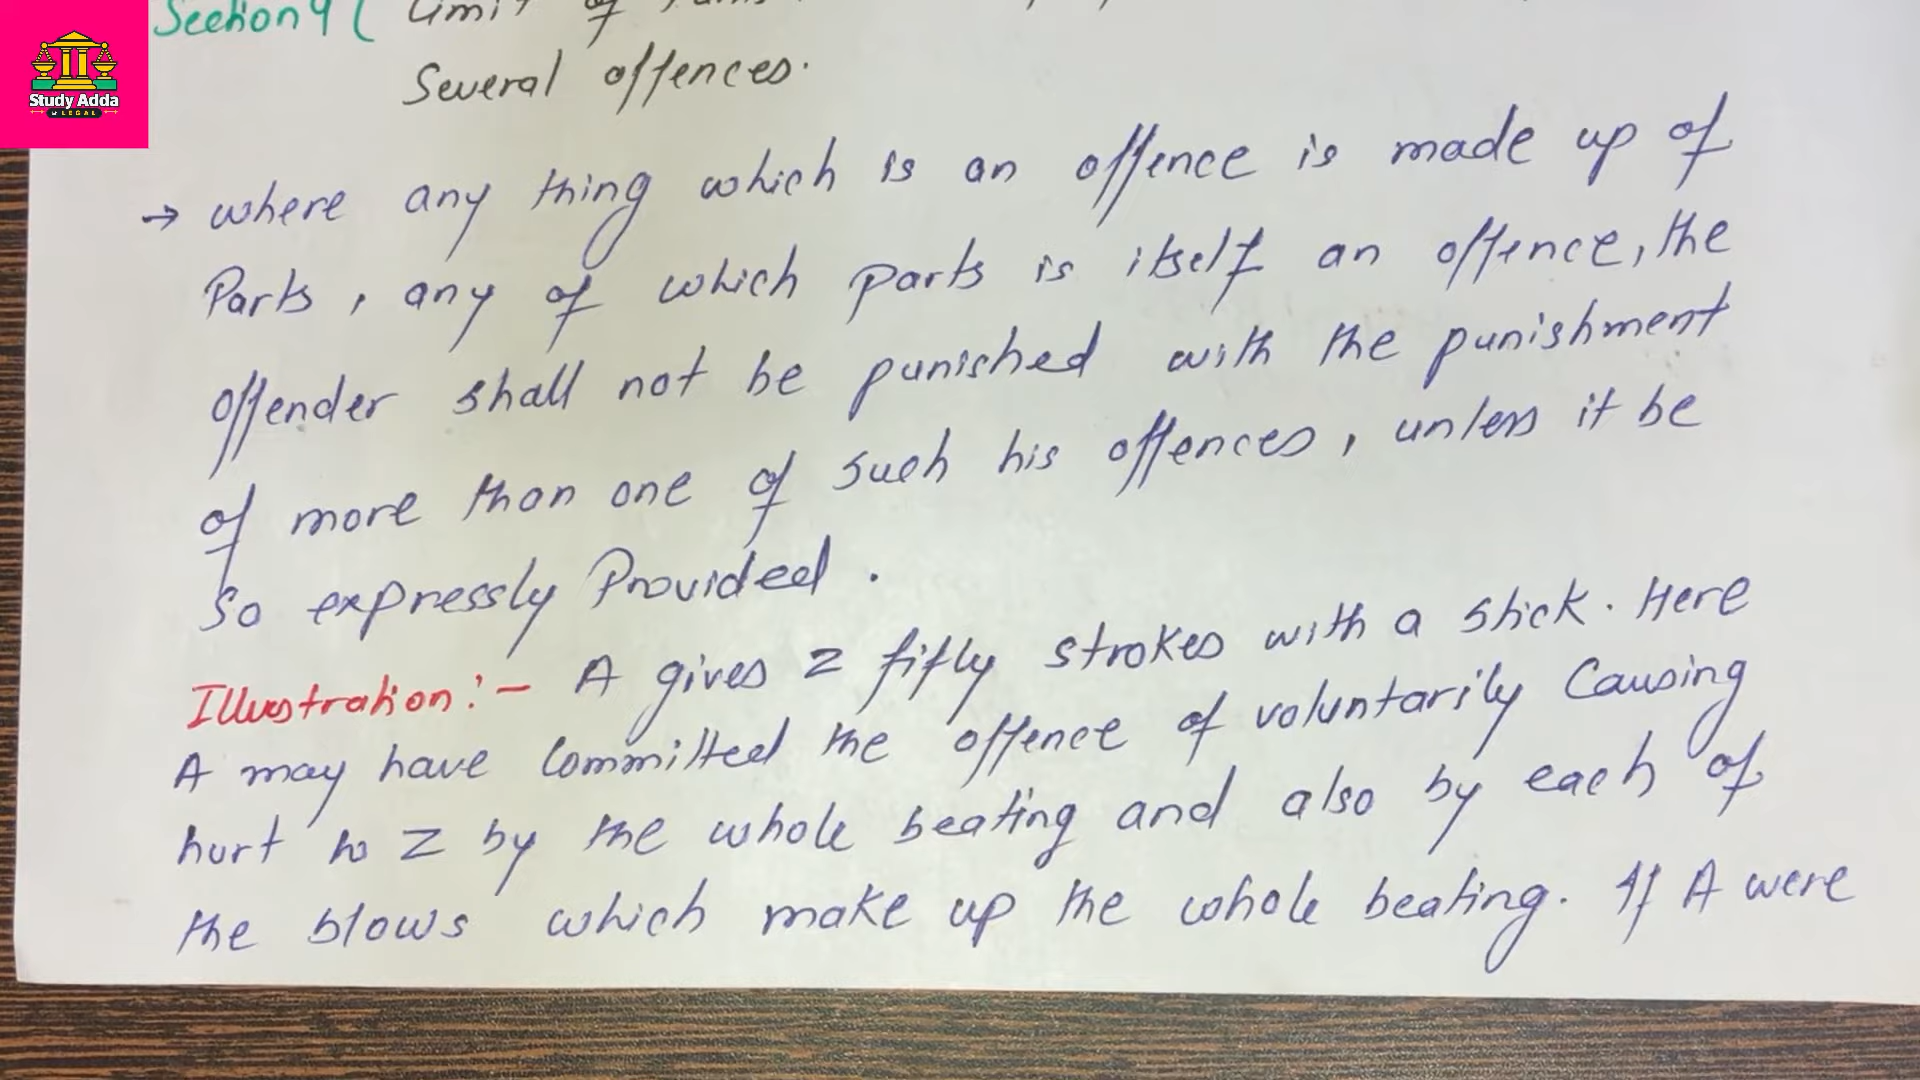 Study Adda
LEGAL
Section 9 ( Limit of
Several offences.
→ where any thing which is an offence is made up of
Parts, any of which parts is itself an offence, the
offender shall not be punished with the punishment
of more than one of such his offences, unless it be
so expressly Provided.
Illustration:- A gives Z fifty strokes with a stick. Here
A may have Committed the offence of voluntarily Causing
hurt to Z by the whole beating and also by each of
the blows which make up the whole beating. If A were